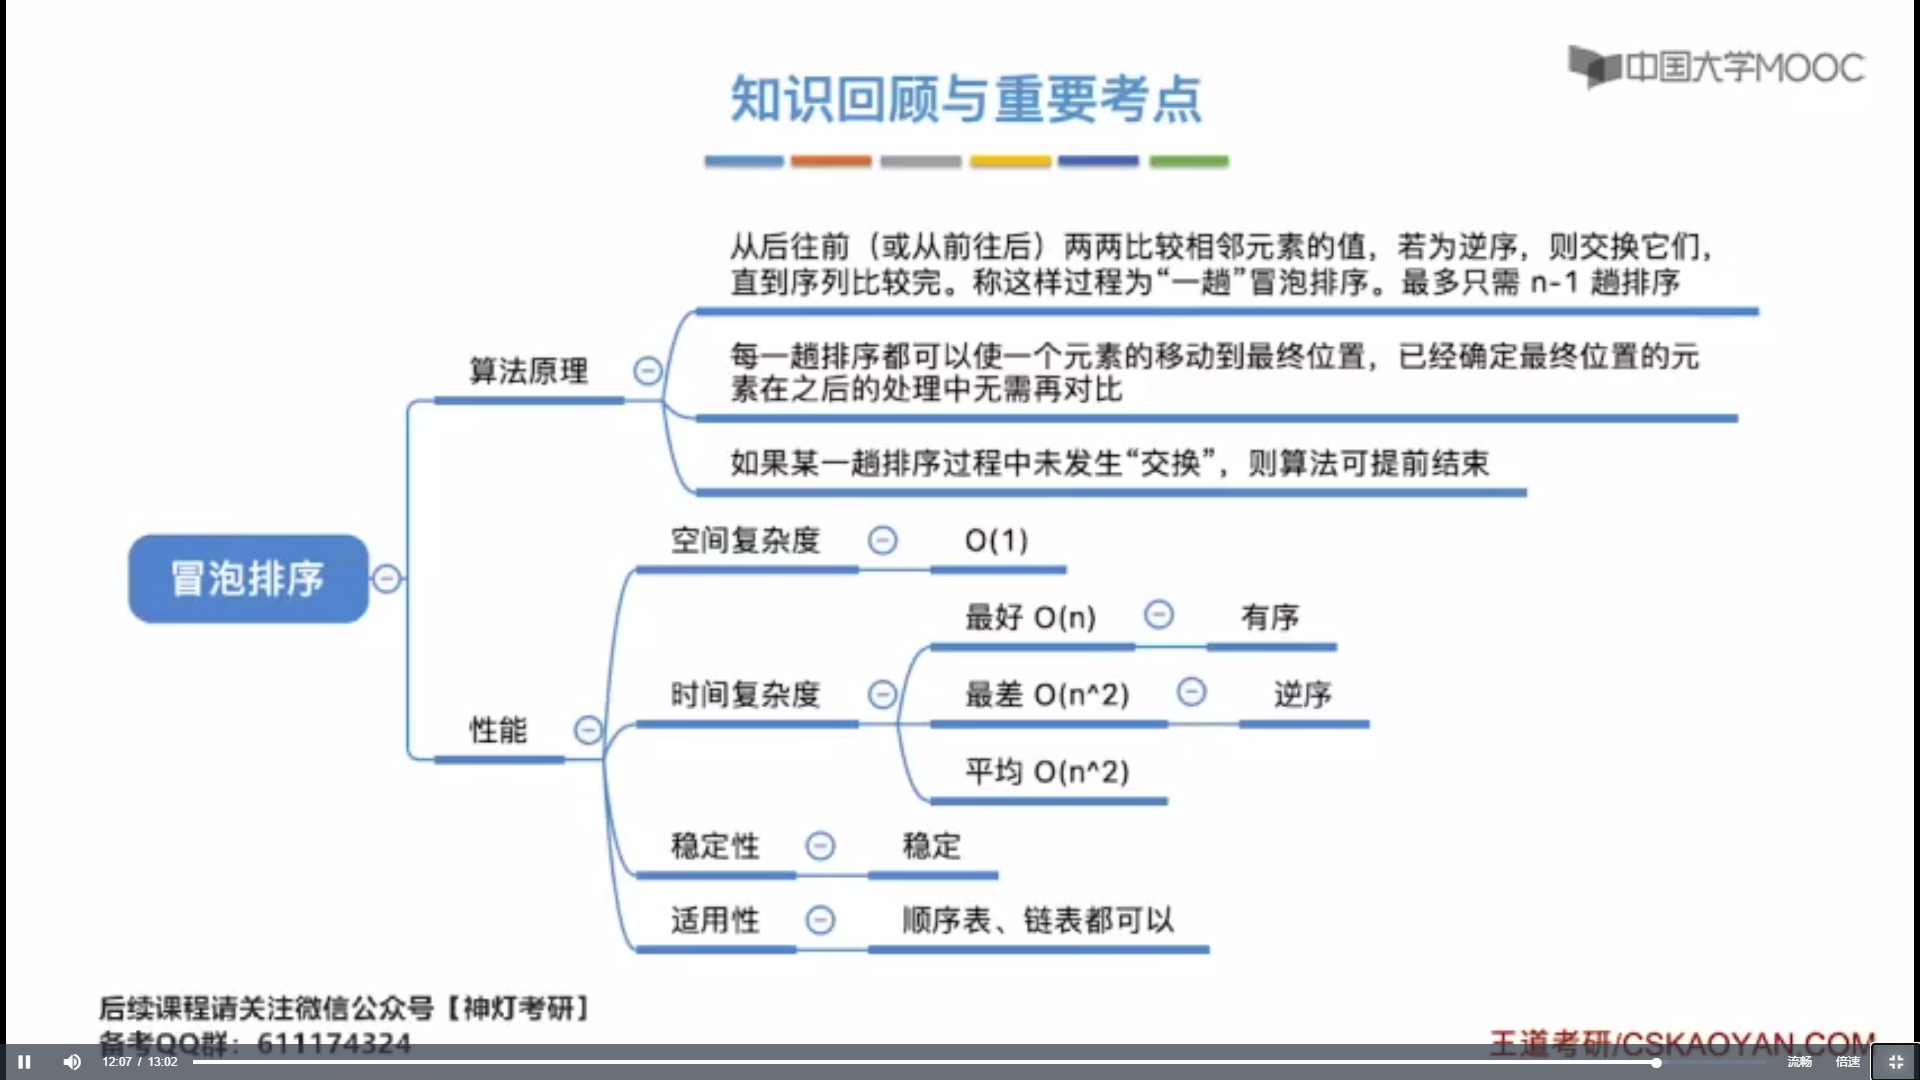 中国大学MOOC
知识回顾与重要考点
从后往前（或从前往后）两两比较相邻元素的值，若为逆序，则交换它们，
直到序列比较完。称这样过程为“一趟”冒泡排序。最多只需 n-1 趟排序
算法原理
每一趟排序都可以使一个元素的移动到最终位置，已经确定最终位置的元
素在之后的处理中无需再对比
如果某一趟排序过程中未发生“交换”，则算法可提前结束
冒泡排序
空间复杂度
O(1)
最好 O(n)
有序
时间复杂度
最差 O(n^2)
逆序
性能
平均 O(n^2)
稳定性
稳定
适用性
顺序表、链表都可以
后续课程请关注微信公众号【神灯考研】
备考QQ群：611174324
王道考研/CSKAOYAN.COM
12:07 / 13:02
流畅
倍速